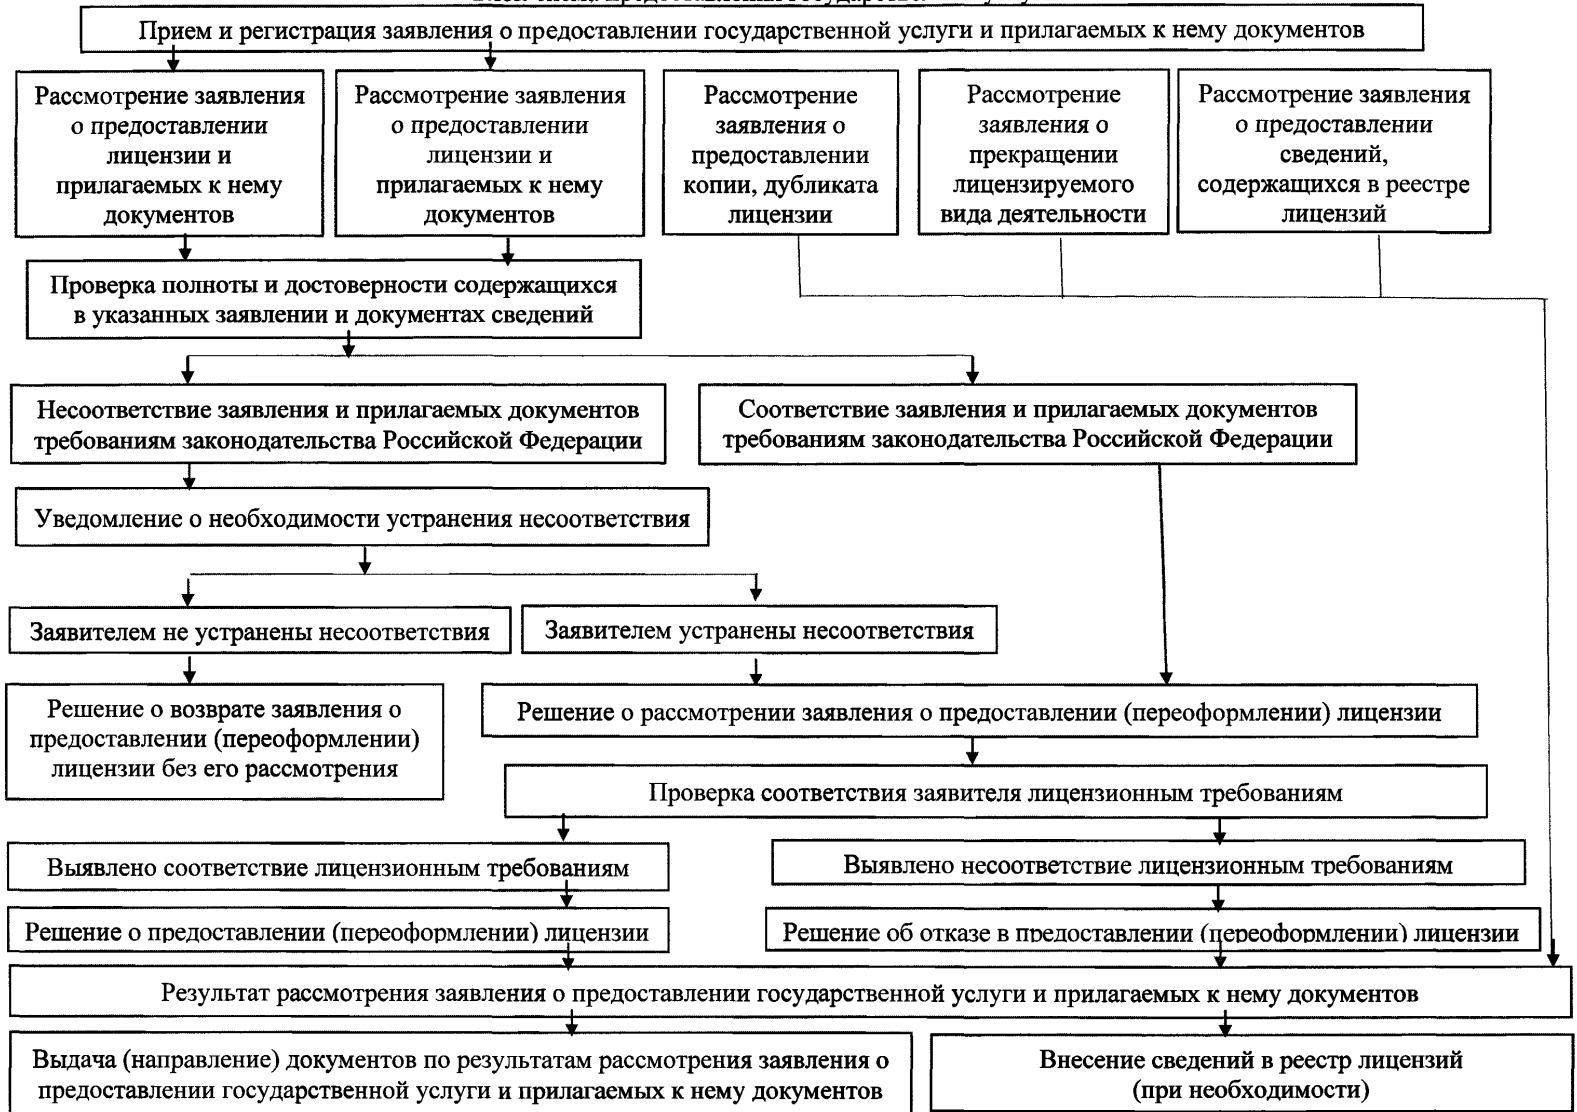 Прием и регистрация заявления о предоставлении государственной услуги и прилагаемых к нему документов
Рассмотрение заявления
о предоставлении
лицензии и
прилагаемых к нему
документов
Рассмотрение заявления
о предоставлении
лицензии и
прилагаемых к нему
документов
Рассмотрение
заявления о
предоставлении
копии, дубликата
лицензии
Рассмотрение
заявления о
прекращении
лицензируемого
вида деятельности
Рассмотрение заявления
о предоставлении
сведений,
содержащихся в реестре
лицензий
Проверка полноты и достоверности содержащихся
в указанных заявлении и документах сведений
Несоответствие заявления и прилагаемых документов
требованиям законодательства Российской Федерации
Соответствие заявления и прилагаемых документов
требованиям законодательства Российской Федерации
Уведомление о необходимости устранения несоответствия
Заявителем не устранены несоответствия
Заявителем устранены несоответствия
Решение о возврате заявления о
предоставлении (переоформлении)
лицензии без его рассмотрения
Решение о рассмотрении заявления о предоставлении (переоформлении) лицензии
Проверка соответствия заявителя лицензионным требованиям
Выявлено соответствие лицензионным требованиям
Выявлено несоответствие лицензионным требованиям
Решение о предоставлении (переоформлении) лицензии
Решение об отказе в предоставлении (переоформлении) лицензии
Результат рассмотрения заявления о предоставлении государственной услуги и прилагаемых к нему документов
Выдача (направление) документов по результатам рассмотрения заявления о
предоставлении государственной услуги и прилагаемых к нему документов
Внесение сведений в реестр лицензий
(при необходимости)